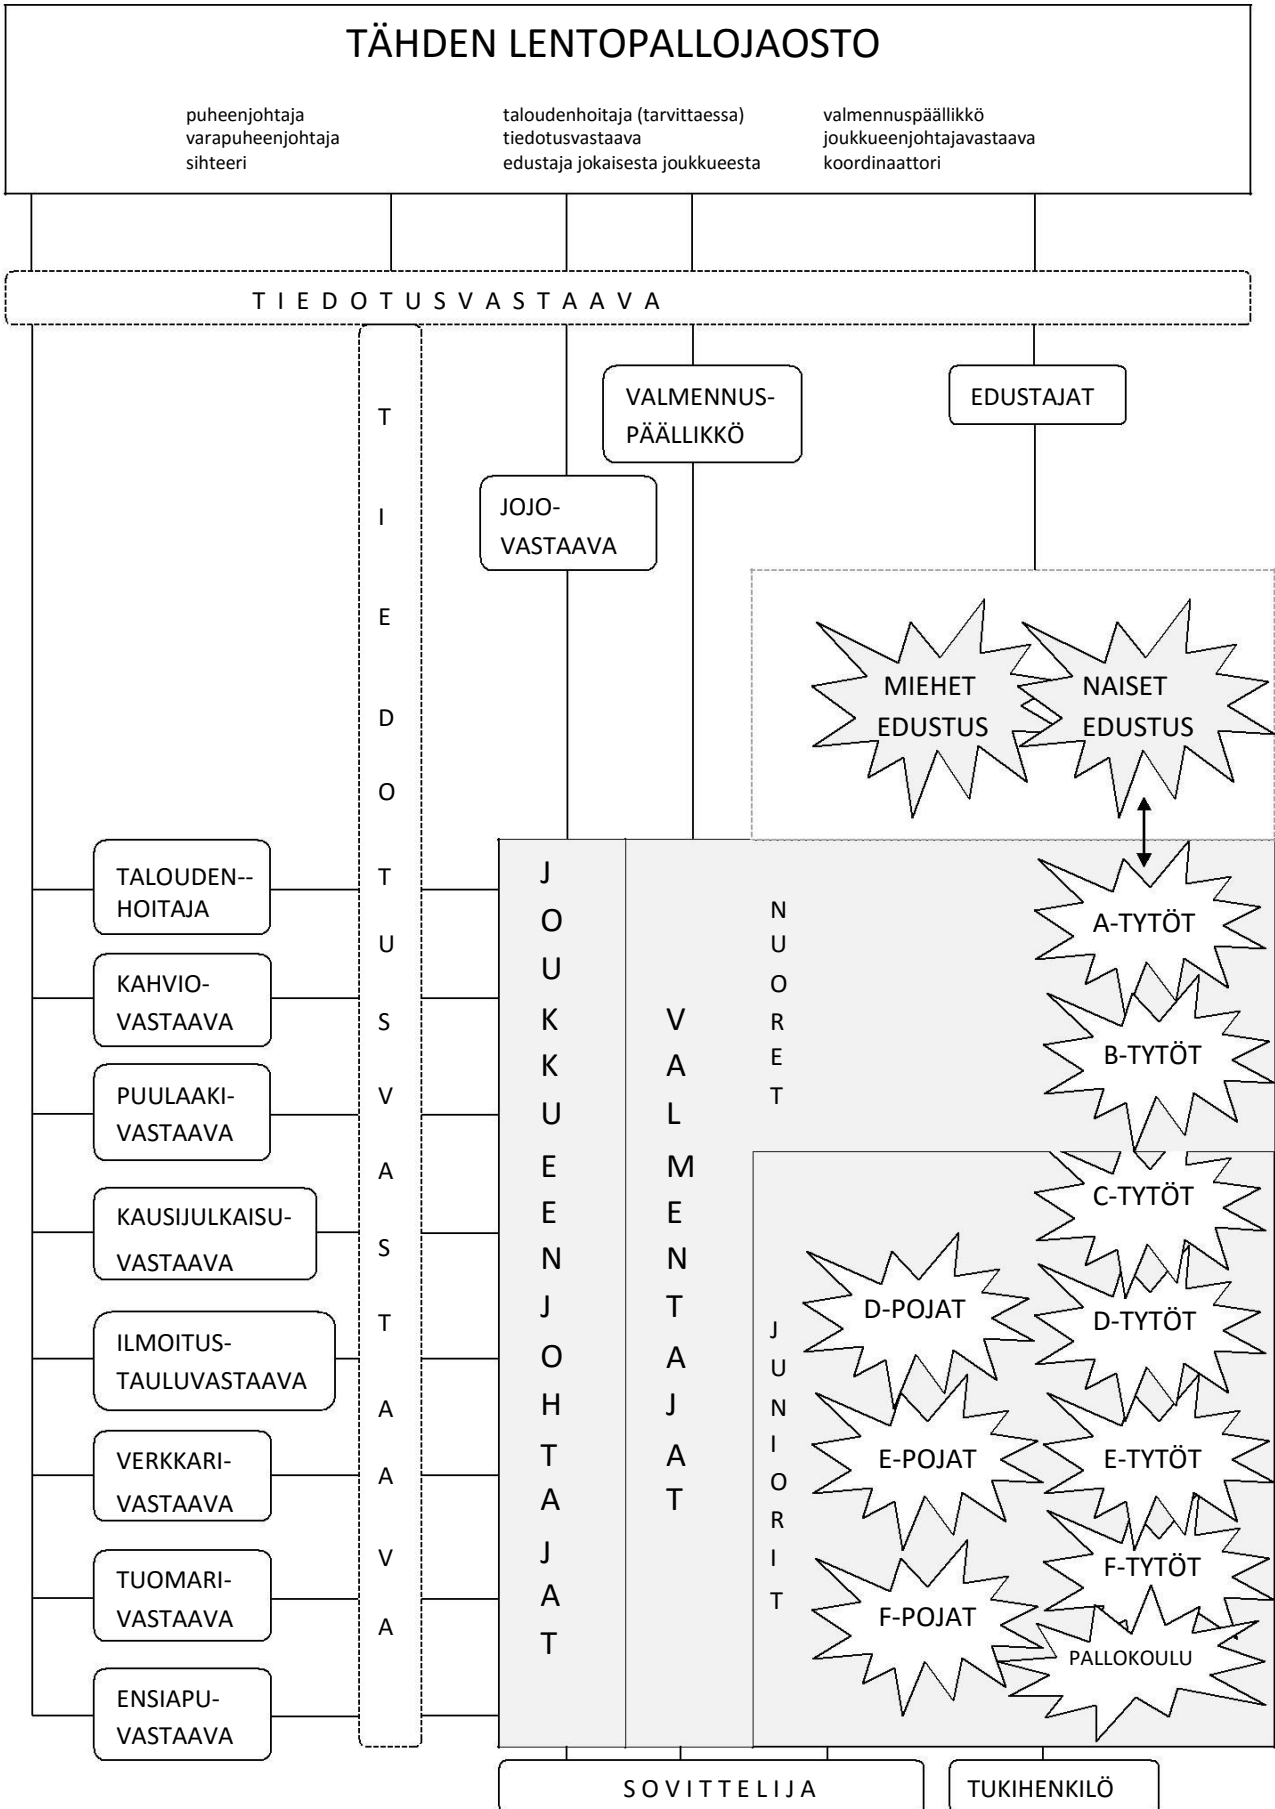 TÄHDEN LENTOPALLOJAOSTO
puheenjohtaja
varapuheenjohtaja
sihteeri
taloudenhoitaja (tarvittaessa)
tiedotusvastaava
edustaja jokaisesta joukkueesta
valmennuspäällikkö
joukkueenjohtajavastaava
koordinaattori
T I E D O T U S V A S T A A V A
T I E D O T U S V A S T A A V A
VALMENNUS-
PÄÄLLIKKÖ
EDUSTAJAT
JOJO-
VASTAAVA
MIEHET
EDUSTUS
NAISET
EDUSTUS
TALOUDEN--
HOITAJA
KAHVIO-
VASTAAVA
PUULAAKI-
VASTAAVA
KAUSIJULKAISU-
VASTAAVA
ILMOITUS-
TAULUVASTAAVA
VERKKARI-
VASTAAVA
TUOMARI-
VASTAAVA
ENSIAPU-
VASTAAVA
J O U K K U E E N J O H T A J A T
V A L M E N T A J A T
N U O R E T
A-TYTÖT
B-TYTÖT
J U N I O R I T
C-TYTÖT
D-POJAT
D-TYTÖT
E-POJAT
E-TYTÖT
F-POJAT
F-TYTÖT
PALLOKOULU
S O V I T T E L I J A
TUKIHENKILÖ